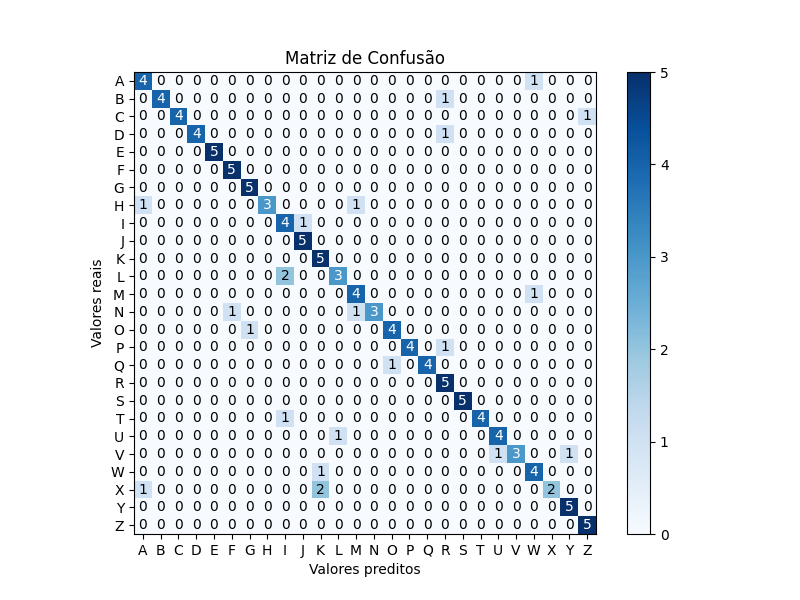 Matriz de Confusão
Valores reais
A 4 0 0 0 0 0 0 0 0 0 0 0 0 0 0 0 0 0 0 0 0 0 1 0 0 0
B 0 4 0 0 0 0 0 0 0 0 0 0 0 0 0 0 0 1 0 0 0 0 0 0 0 0
C 0 0 4 0 0 0 0 0 0 0 0 0 0 0 0 0 0 0 0 0 0 0 0 0 0 1
D 0 0 0 4 0 0 0 0 0 0 0 0 0 0 0 0 0 1 0 0 0 0 0 0 0 0
E 0 0 0 0 5 0 0 0 0 0 0 0 0 0 0 0 0 0 0 0 0 0 0 0 0 0
F 0 0 0 0 0 5 0 0 0 0 0 0 0 0 0 0 0 0 0 0 0 0 0 0 0 0
G 0 0 0 0 0 0 5 0 0 0 0 0 0 0 0 0 0 0 0 0 0 0 0 0 0 0
H 1 0 0 0 0 0 0 3 0 0 0 0 1 0 0 0 0 0 0 0 0 0 0 0 0 0
I 0 0 0 0 0 0 0 0 4 1 0 0 0 0 0 0 0 0 0 0 0 0 0 0 0 0
J 0 0 0 0 0 0 0 0 0 5 0 0 0 0 0 0 0 0 0 0 0 0 0 0 0 0
K 0 0 0 0 0 0 0 0 0 0 5 0 0 0 0 0 0 0 0 0 0 0 0 0 0 0
L 0 0 0 0 0 0 0 0 2 0 0 3 0 0 0 0 0 0 0 0 0 0 0 0 0 0
M 0 0 0 0 0 0 0 0 0 0 0 0 4 0 0 0 0 0 0 0 0 0 1 0 0 0
N 0 0 0 0 0 1 0 0 0 0 0 0 1 3 0 0 0 0 0 0 0 0 0 0 0 0
O 0 0 0 0 0 0 1 0 0 0 0 0 0 0 4 0 0 0 0 0 0 0 0 0 0 0
P 0 0 0 0 0 0 0 0 0 0 0 0 0 0 0 4 0 1 0 0 0 0 0 0 0 0
Q 0 0 0 0 0 0 0 0 0 0 0 0 0 0 1 0 4 0 0 0 0 0 0 0 0 0
R 0 0 0 0 0 0 0 0 0 0 0 0 0 0 0 0 0 5 0 0 0 0 0 0 0 0
S 0 0 0 0 0 0 0 0 0 0 0 0 0 0 0 0 0 0 5 0 0 0 0 0 0 0
T 0 0 0 0 0 0 0 0 1 0 0 0 0 0 0 0 0 0 0 4 0 0 0 0 0 0
U 0 0 0 0 0 0 0 0 0 0 0 1 0 0 0 0 0 0 0 0 4 0 0 0 0 0
V 0 0 0 0 0 0 0 0 0 0 0 0 0 0 0 0 0 0 0 0 1 3 0 0 1 0
W 0 0 0 0 0 0 0 0 0 0 1 0 0 0 0 0 0 0 0 0 0 0 4 0 0 0
X 1 0 0 0 0 0 0 0 0 0 2 0 0 0 0 0 0 0 0 0 0 0 0 2 0 0
Y 0 0 0 0 0 0 0 0 0 0 0 0 0 0 0 0 0 0 0 0 0 0 0 0 5 0
Z 0 0 0 0 0 0 0 0 0 0 0 0 0 0 0 0 0 0 0 0 0 0 0 0 0 5
A B C D E F G H I J K L M N O P Q R S T U V W X Y Z
Valores preditos
5
4
3
2
1
0